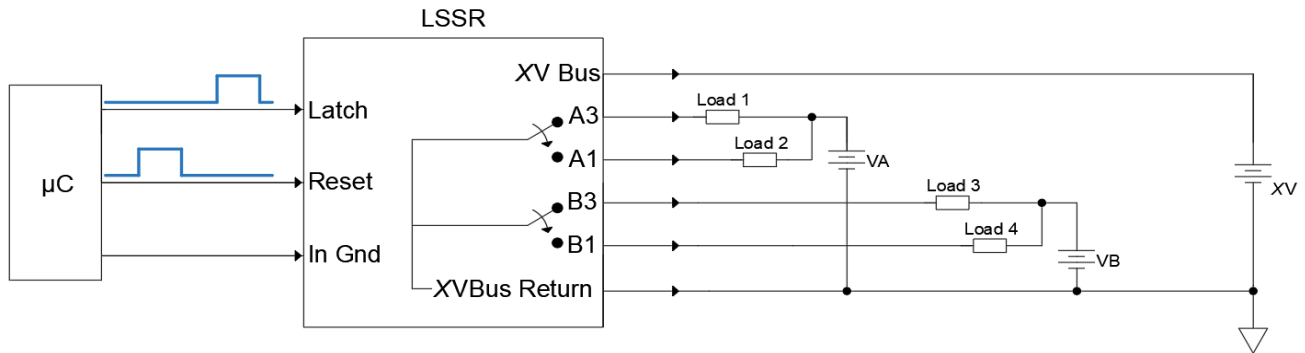 LSSR
XV Bus
Latch
A3
Load 1
Load 2
A1
VA
µC
Reset
XV
B3
Load 3
Load 4
B1
In Gnd
VB
XVBus Return